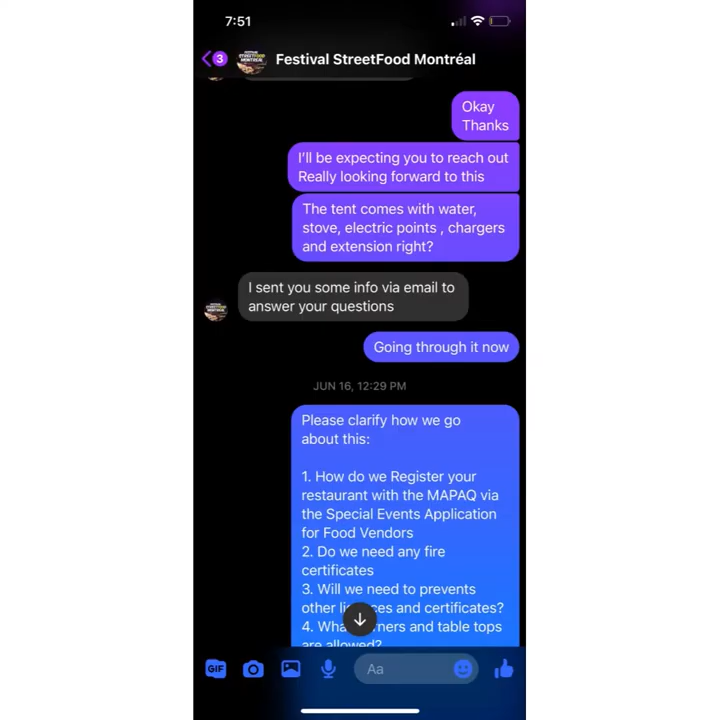 7:51
3
Festival StreetFood Montréal
Okay
Thanks
I'll be expecting you to reach out
Really looking forward to this
The tent comes with water,
stove, electric points , chargers
and extension right?
I sent you some info via email to
answer your questions
Going through it now
JUN 16, 12:29 PM
Please clarify how we go
about this:
1. How do we Register your
restaurant with the MAPAQ via
the Special Events Application
for Food Vendors
2. Do we need any fire
certificates
3. Will we need to prevents
other and certificates?
4. and table tops
are allowed?
GIF
Aa